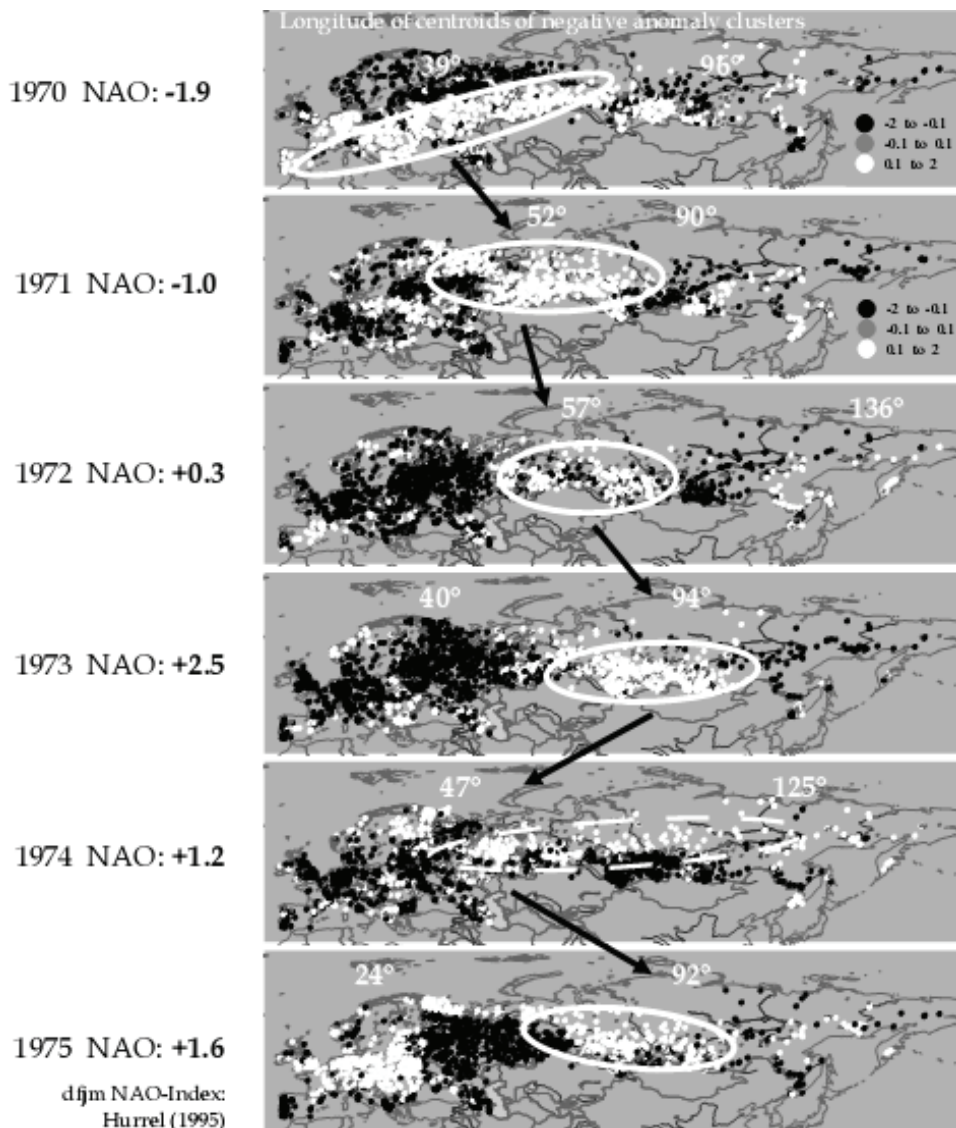 Longitude of centroids of negative anomaly clusters
39° 96°
1970 NAO: -1.9
-2 to -0.1
-0.1 to 0.1
0.1 to 2
52° 90°
1971 NAO: -1.0
-2 to -0.1
-0.1 to 0.1
0.1 to 2
57° 136°
1972 NAO: +0.3
40° 94°
1973 NAO: +2.5
47° 125°
1974 NAO: +1.2
24° 92°
1975 NAO: +1.6
dfjm NAO-Index:
Hurrel (1995)